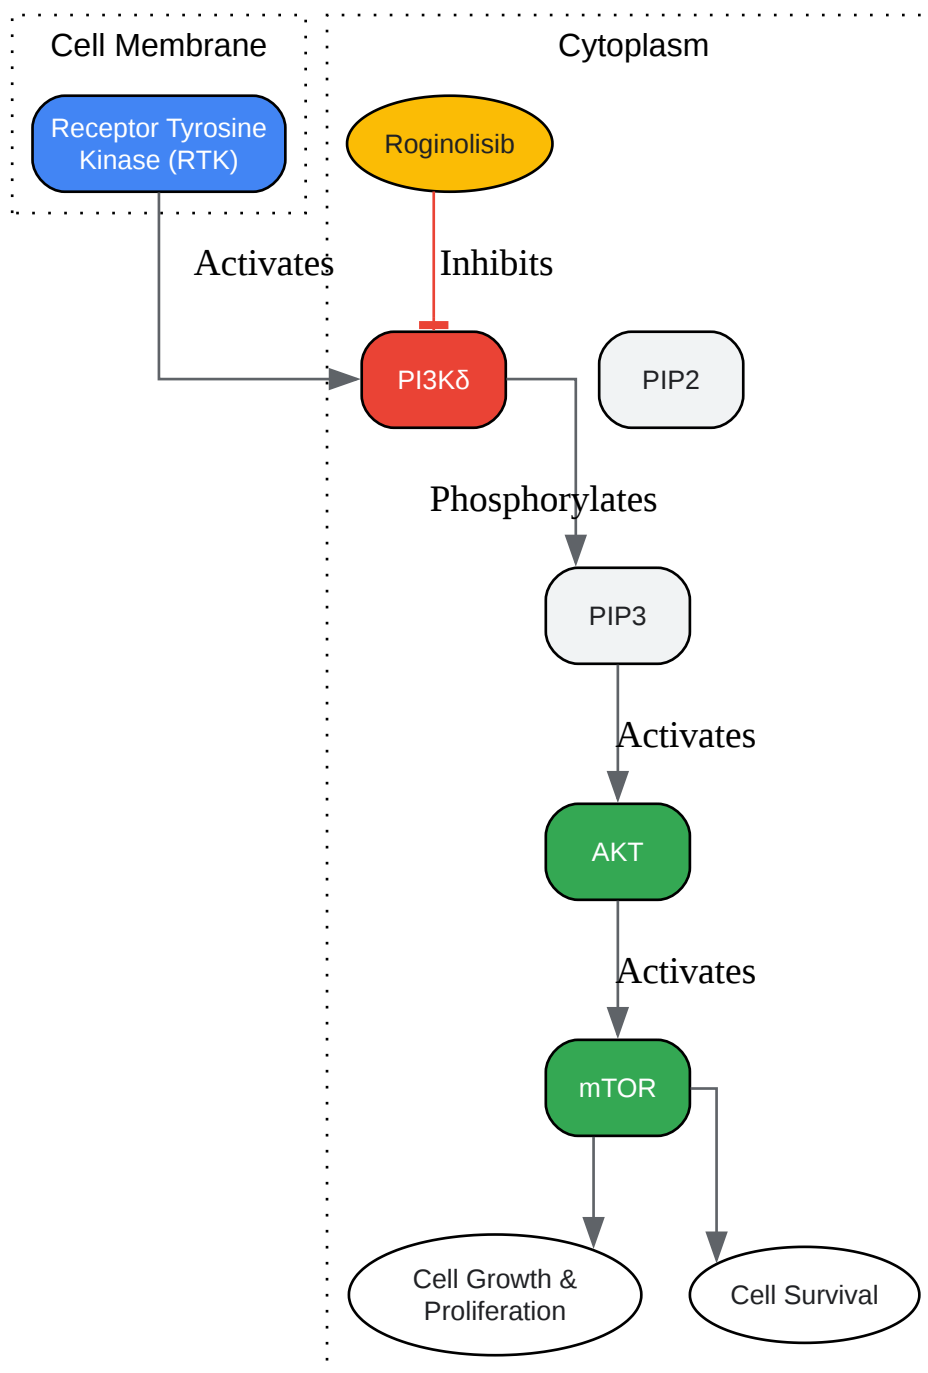 Cell Membrane
Cytoplasm
Receptor Tyrosine
Kinase (RTK)
Roginolisib
Activates
Inhibits
PI3Kδ
PIP2
Phosphorylates
PIP3
Activates
AKT
Activates
mTOR
Cell Growth &
Proliferation
Cell Survival